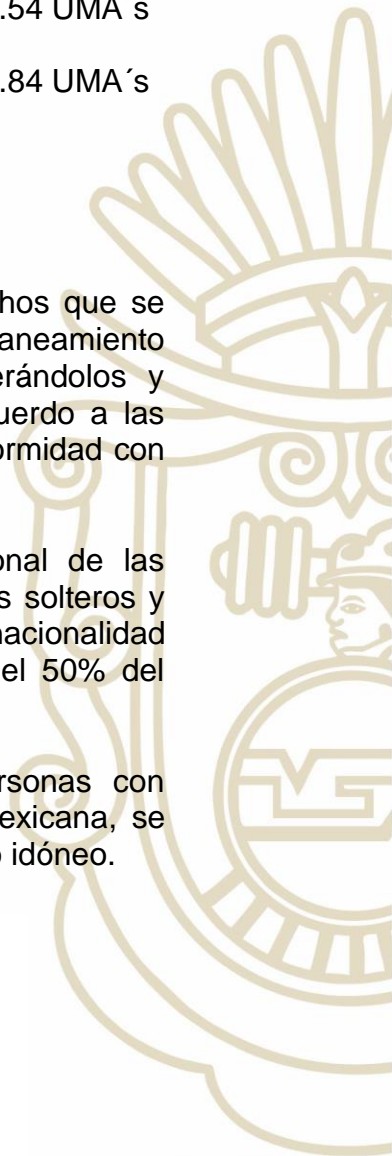 .54 UMA´s
.84 UMA´s
hos que se
aneamiento
erándolos y
uerdo a las
ormidad con
onal de las
s solteros y
nacionalidad
el 50% del
ersonas con
exicana, se
o idóneo.